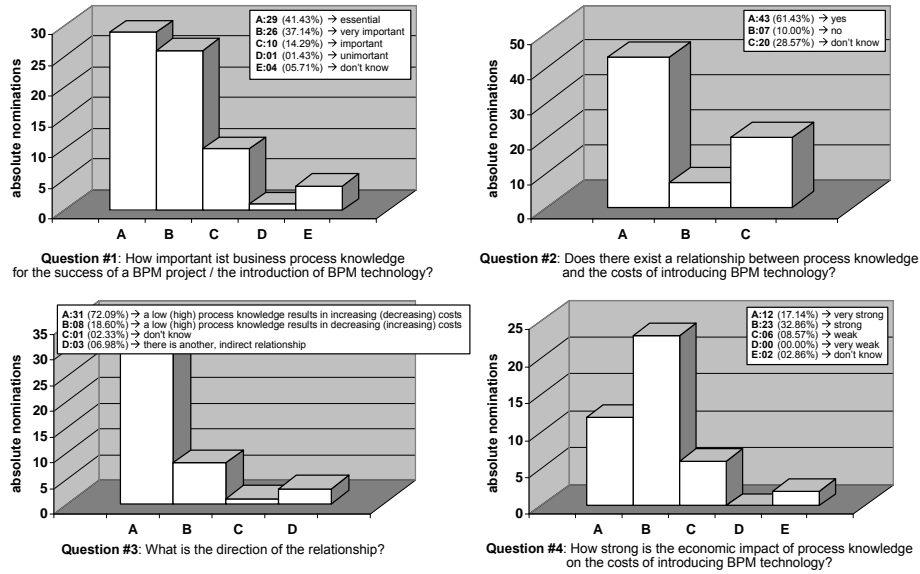 absolute nominations
30
25
20
15
10
5
0
A:29 (41.43%) → essential
B:26 (37.14%) → very important
C:10 (14.29%) → important
D:01 (01.43%) → unimortant
E:04 (05.71%) → don't know
A B C D E
Question #1: How important ist business process knowledge
for the success of a BPM project / the introduction of BPM technology?
absolute nominations
50
40
30
20
10
0
A:43 (61.43%) → yes
B:07 (10.00%) → no
C:20 (28.57%) → don't know
A B C
Question #2: Does there exist a relationship between process knowledge
and the costs of introducing BPM technology?
absolute nominations
A:31 (72.09%) → a low (high) process knowledge results in increasing (decreasing) costs
B:08 (18.60%) → a low (high) process knowledge results in decreasing (increasing) costs
C:01 (02.33%) → don't know
D:03 (06.98%) → there is another, indirect relationship
35
30
25
20
15
10
5
0
A B C D
Question #3: What is the direction of the relationship?
absolute nominations
25
20
15
10
5
0
A:12 (17.14%) → very strong
B:23 (32.86%) → strong
C:06 (08.57%) → weak
D:00 (00.00%) → very weak
E:02 (02.86%) → don't know
A B C D E
Question #4: How strong is the economic impact of process knowledge
on the costs of introducing BPM technology?